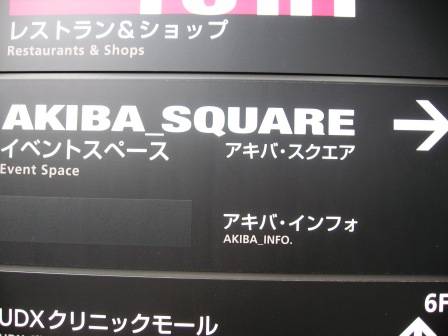 レストラン&ショップ
Restaurants & Shops
AKIBA_SQUARE
イベントスペース アキバ・スクエア
Event Space
アキバ・インフォ
AKIBA_INFO.
6F
UDXクリニックモール